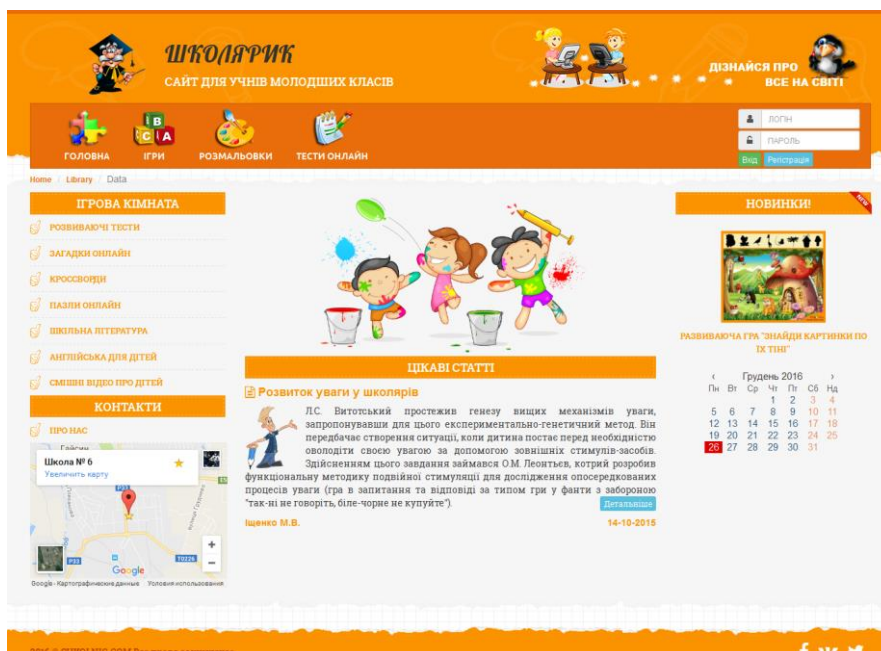 ШКОЛЯРИК
САЙТ ДЛЯ УЧНІВ МОЛОДШИХ КЛАСІВ
ДІЗНАЙСЯ ПРО
ВСЕ НА СВІТІ
ГОЛОВНА ІГРИ РОЗМАЛЬОВКИ ТЕСТИ ОНЛАЙН
ЛОГІН
ПАРОЛЬ
Вхід Регістрація
Home / Library / Data
ІГРОВА КІМНАТА
РОЗВИВАЮЧІ ТЕСТИ
ЗАГАДКИ ОНЛАЙН
КРОССВОРДИ
ПАЗЛИ ОНЛАЙН
ШКІЛЬНА ЛІТЕРАТУРА
АНГЛІЙСЬКА ДЛЯ ДІТЕЙ
СМІШНІ ВІДЕО ПРО ДІТЕЙ
КОНТАКТИ
ПРО НАС
Гайсин
Школа № 6
Увеличить карту
P33
P33
T0226
Google
Google - Картографические данные Условия использования
ЦІКАВІ СТАТТІ
Розвиток уваги у школярів
Л.С. Витотський простежив генезу вищих механізмів уваги,
запропонувавши для цього експериментально-генетичний метод. Він
передбачає створення ситуації, коли дитина постає перед необхідністю
оволодіти своєю увагою за допомогою зовнішніх стимулів-засобів.
Здійсненням цього завдання займався О.М. Леонтьєв, котрий розробив
функціональну методику подвійної стимуляції для дослідження опосередкованих
процесів уваги (гра в запитання та відповіді за типом гри у фанти з забороною
"так-ні не говоріть, біле-чорне не купуйте").
Детальніше
Іщенко М.В. 14-10-2015
НОВИНКИ!
NEW
РАЗВИВАЮЧА ГРА "ЗНАЙДИ КАРТИНКИ ПО
ЇХ ТІНІ"
‹ Грудень 2016 ›
Пн Вт Ср Чт Пт Сб Нд
1 2 3 4
5 6 7 8 9 10 11
12 13 14 15 16 17 18
19 20 21 22 23 24 25
26 27 28 29 30 31